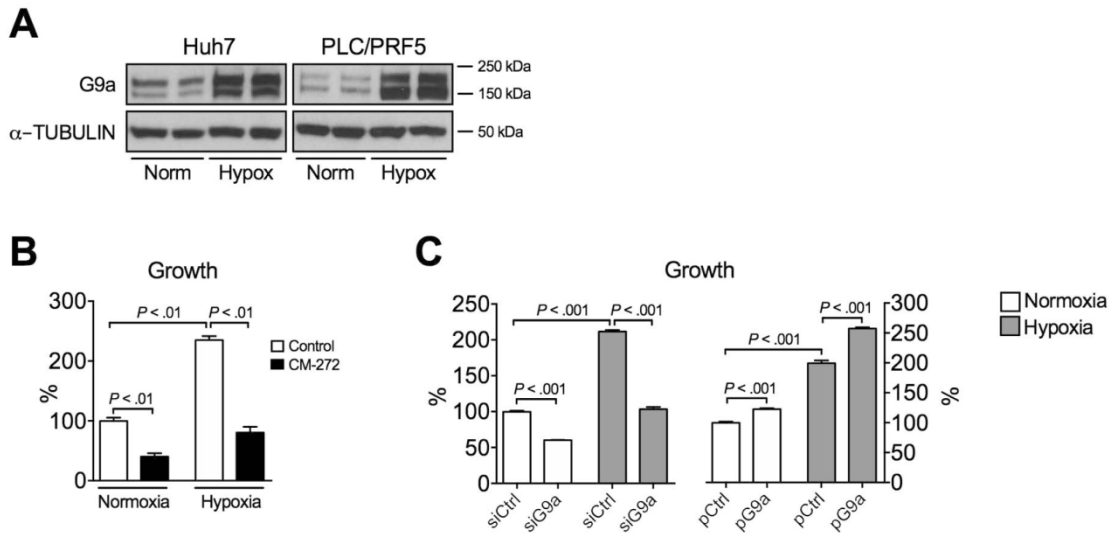 A
Huh7 PLC/PRF5
G9a
250 kDa
150 kDa
α-TUBULIN
50 kDa
Norm Hypox Norm Hypox
B
Growth
%
300
200
100
0
P < .01
P < .01
P < .01
Control
CM-272
Normoxia Hypoxia
C
Growth
%
250
200
150
100
50
0
P < .001
P < .001
P < .001
siCtrl siG9a siCtrl siG9a
P < .001
P < .001
P < .001
pCtrl pG9a pCtrl pG9a
300
250
200
150
100
50
0
%
Normoxia
Hypoxia